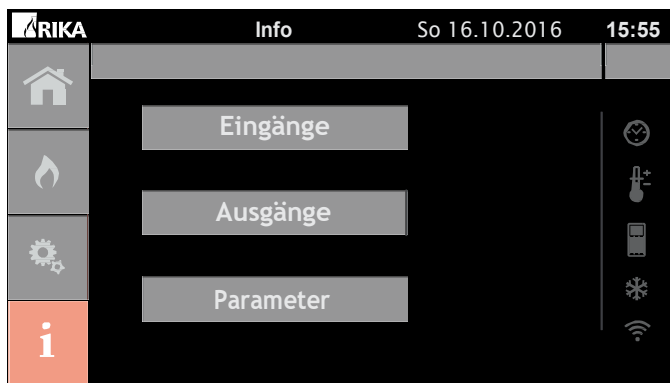 RIKA Info So 16.10.2016 15:55
Eingänge
Ausgänge
Parameter
i